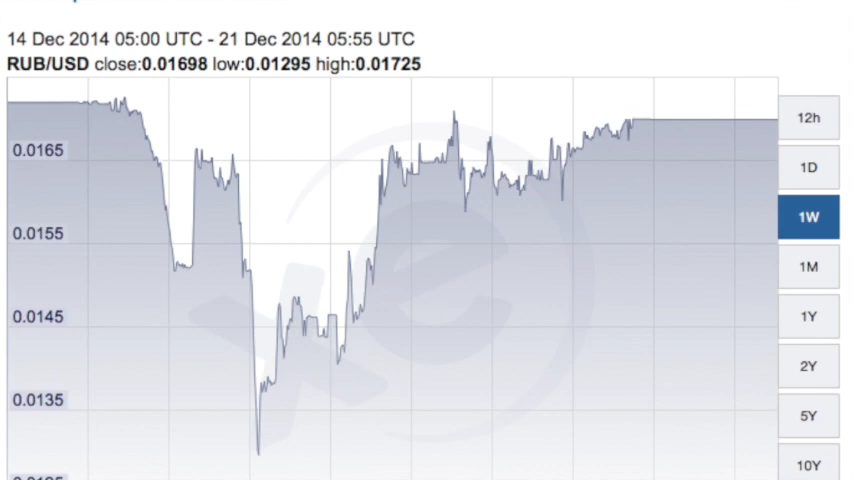 14 Dec 2014 05:00 UTC - 21 Dec 2014 05:55 UTC
RUB/USD close:0.01698 low:0.01295 high:0.01725
0.0165
0.0155
0.0145
0.0135
xe
12h
1D
1W
1M
1Y
2Y
5Y
10Y